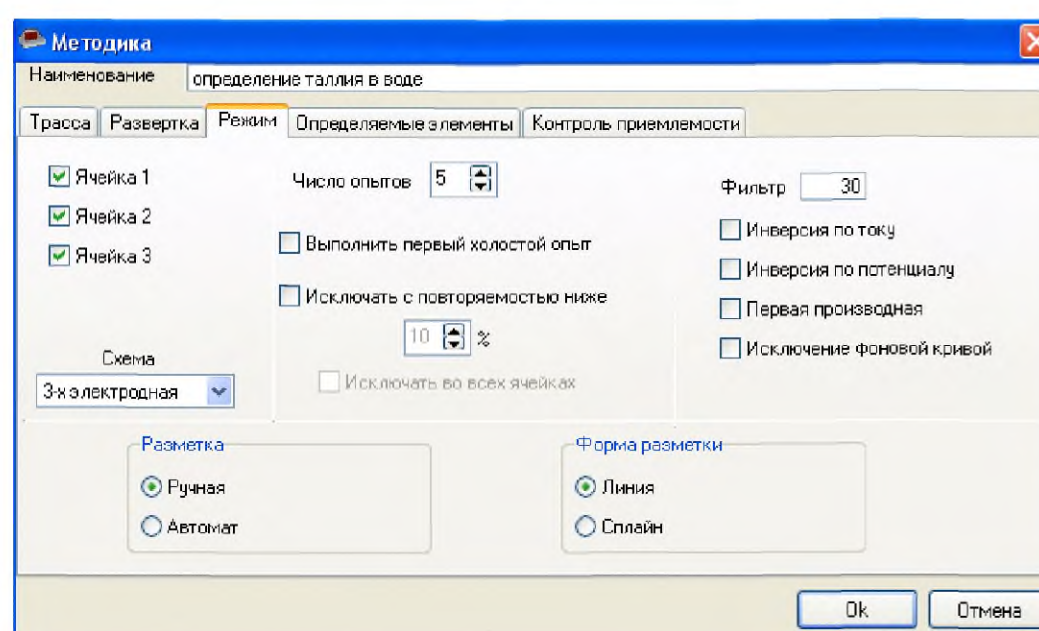 Методика
Наименование определение таллия в воде
Трасса Развертка Режим Определяемые элементы Контроль приемлемости
Ячейка 1
Ячейка 2
Ячейка 3
Схема
3-х электродная
Число опытов 5
Выполнить первый холостой опыт
Исключать с повторяемостью ниже
10 %
Исключать во всех ячейках
Фильтр 30
Инверсия по току
Инверсия по потенциалу
Первая производная
Исключение фоновой кривой
Разметка
Ручная
Автомат
Форма разметки
Линия
Сплайн
Ok Отмена